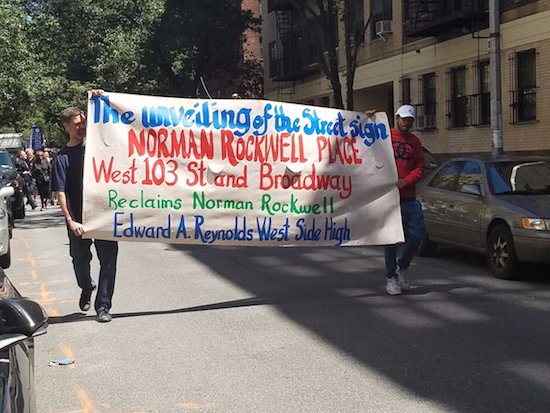 The unveiling of the Street sign
NORMAN ROCKWELL PLACE
West 103 St and Broadway
Reclaims Norman Rockwell
Edward A. Reynolds West Side High